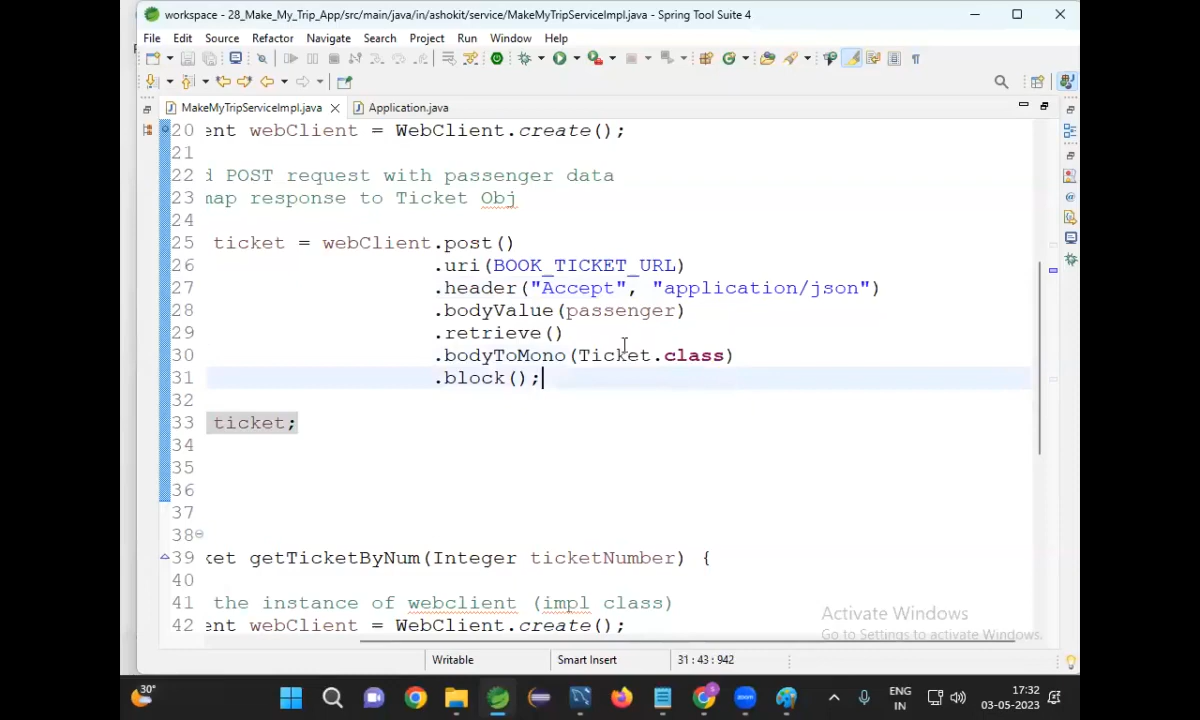 workspace - 28_Make_My_Trip_App/src/main/java/in/ashokit/service/MakeMyTripServiceImpl.java - Spring Tool Suite 4
File Edit Source Refactor Navigate Search Project Run Window Help
MakeMyTripServiceImpl.java Application.java
20 ent webClient = WebClient.create();
21
22 d POST request with passenger data
23 map response to Ticket Obj
24
25 ticket = webClient.post()
26 .uri(BOOK_TICKET_URL)
27 .header("Accept", "application/json")
28 .bodyValue(passenger)
29 .retrieve()
30 .bodyToMono(Ticket.class)
31 .block();
32
33 ticket;
34
35
36
37
38
39 ket getTicketByNum(Integer ticketNumber) {
40
41 the instance of webclient (impl class)
42 ent webClient = WebClient.create();
Activate Windows
Go to Settings to activate Windows.
Writable Smart Insert 31 : 43 : 942
30° zoom ENG 17:32
IN 03-05-2023